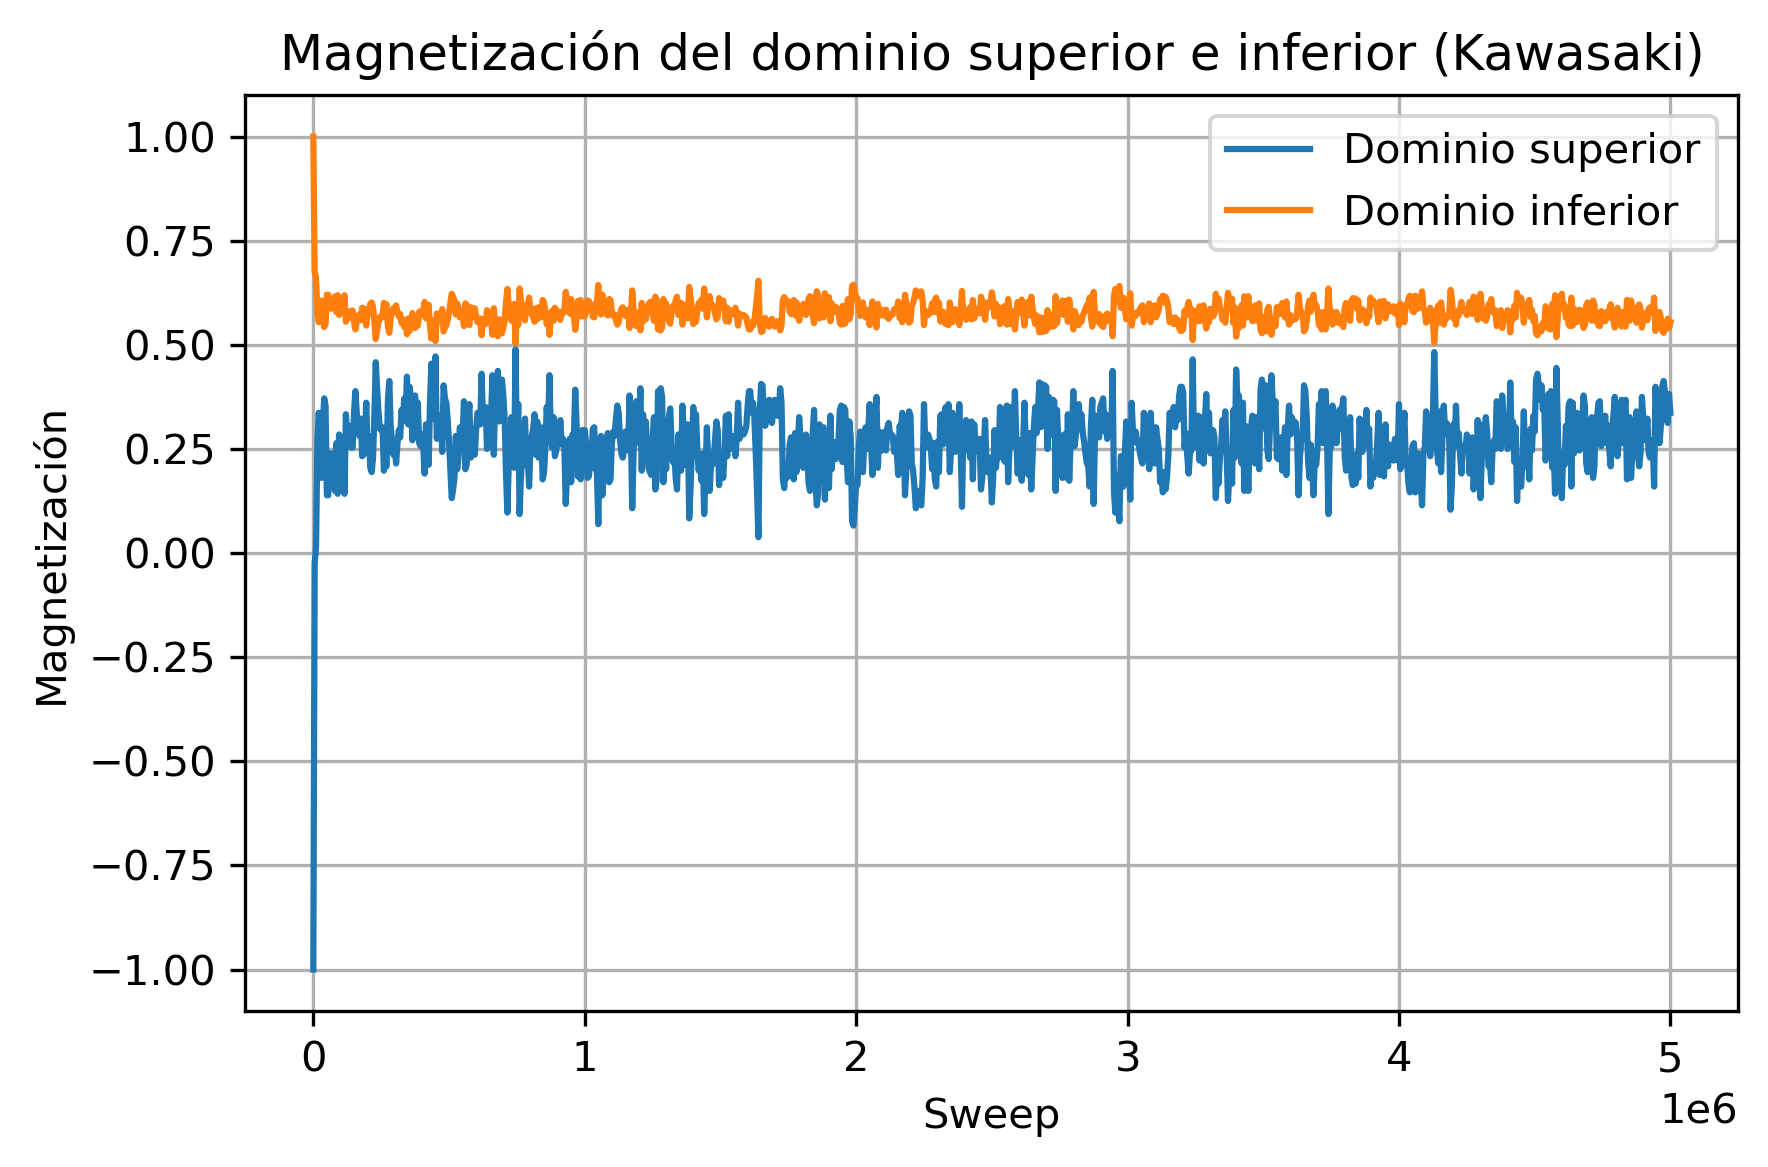 Magnetización del dominio superior e inferior (Kawasaki)
Dominio superior
Dominio inferior
1.00
0.75
0.50
0.25
0.00
−0.25
−0.50
−0.75
−1.00
Magnetización
0 1 2 3 4 5
Sweep
1e6